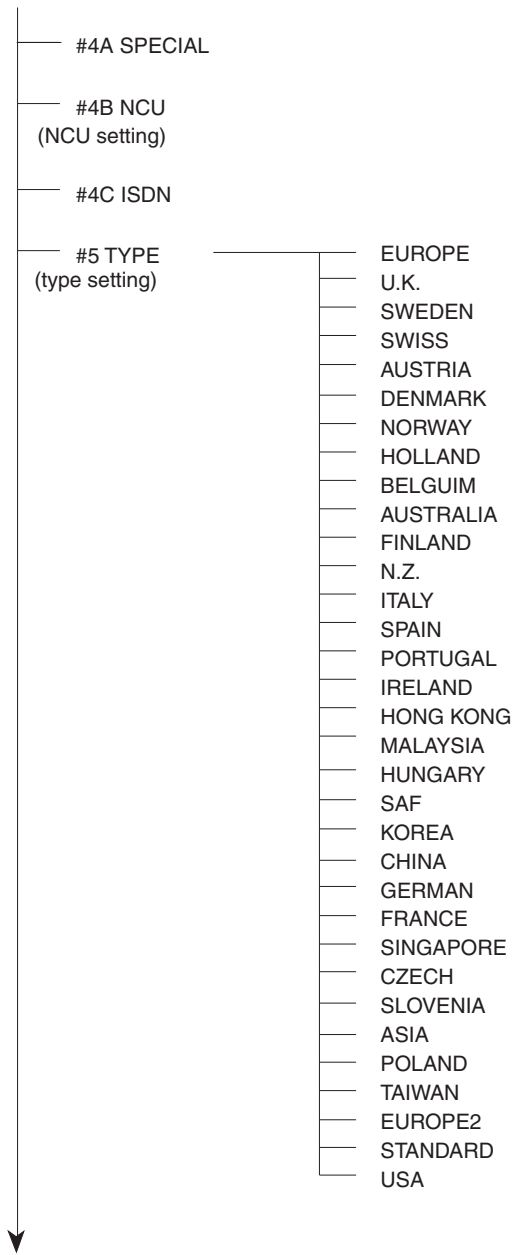 #4A SPECIAL
#4B NCU
(NCU setting)
#4C ISDN
#5 TYPE
(type setting)
EUROPE
U.K.
SWEDEN
SWISS
AUSTRIA
DENMARK
NORWAY
HOLLAND
BELGUIM
AUSTRALIA
FINLAND
N.Z.
ITALY
SPAIN
PORTUGAL
IRELAND
HONG KONG
MALAYSIA
HUNGARY
SAF
KOREA
CHINA
GERMAN
FRANCE
SINGAPORE
CZECH
SLOVENIA
ASIA
POLAND
TAIWAN
EUROPE2
STANDARD
USA